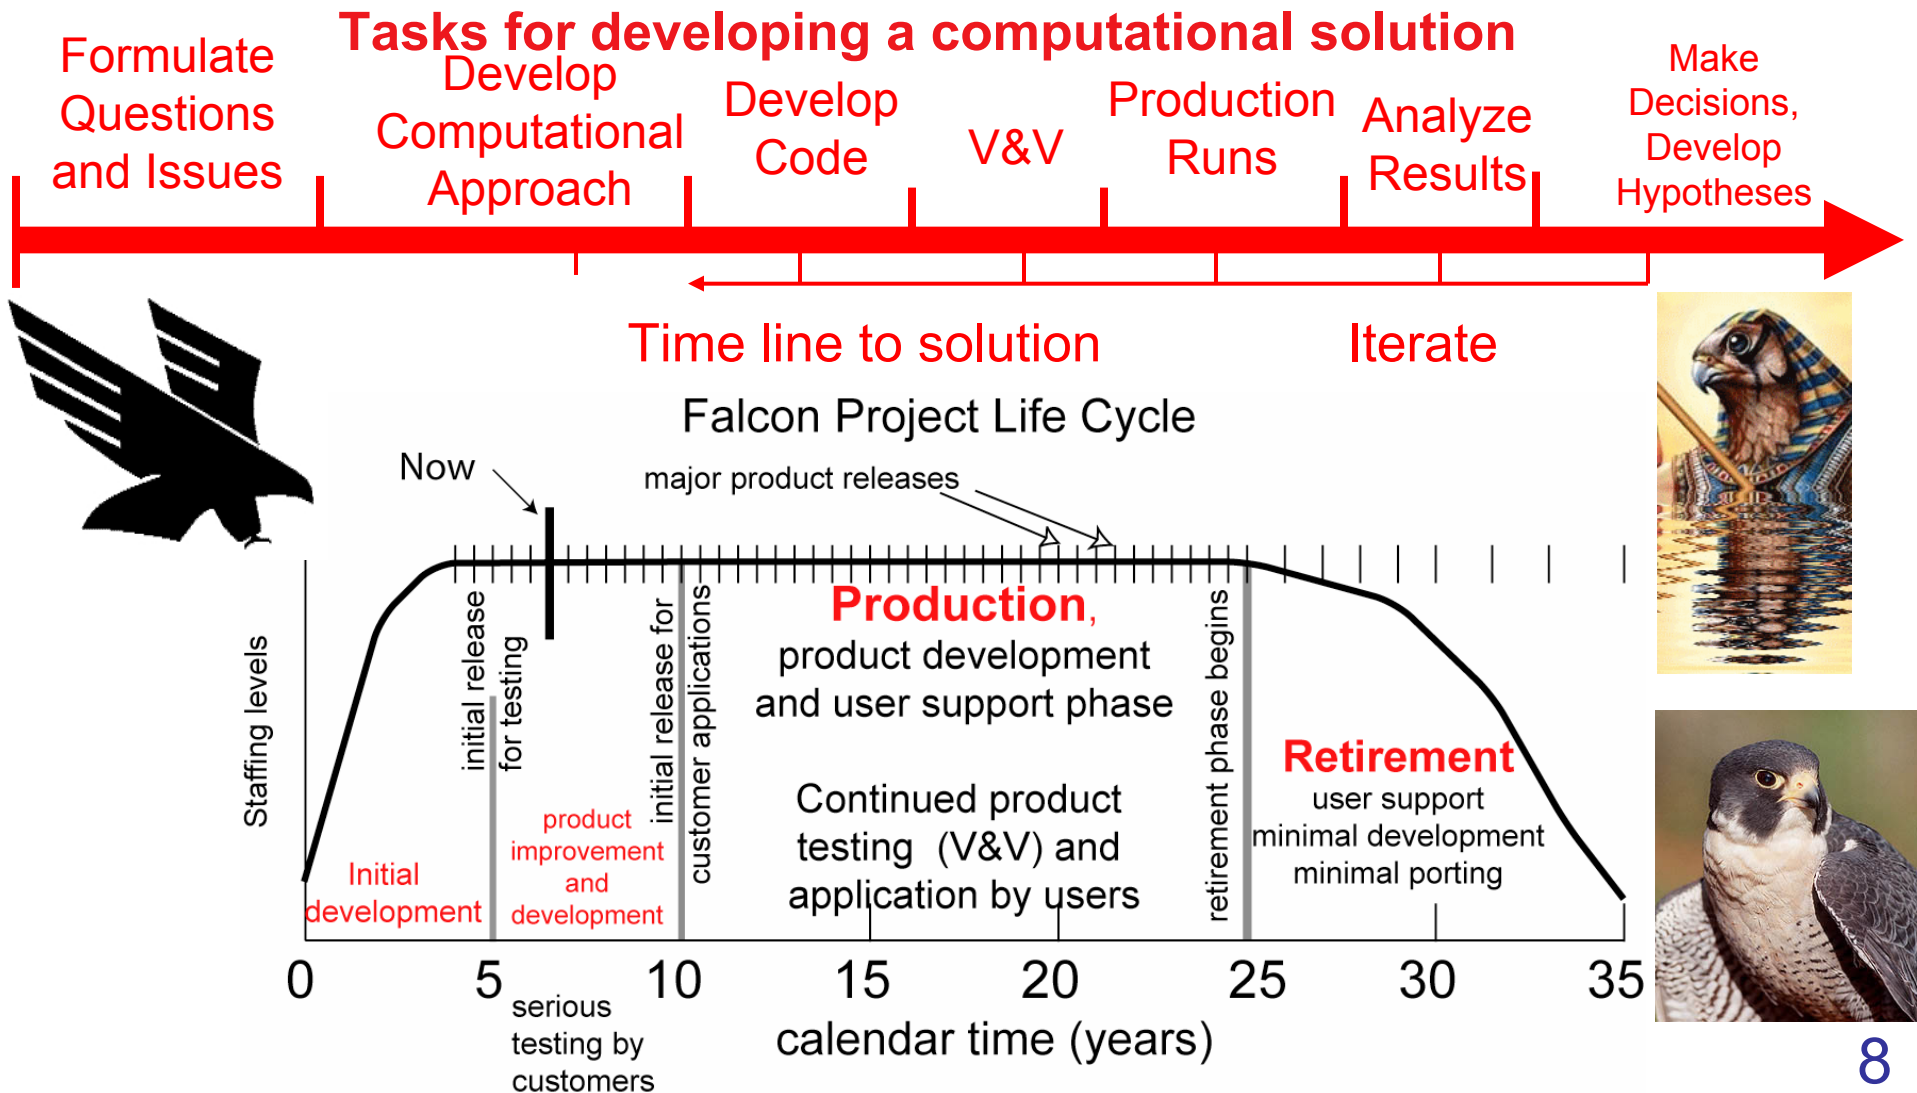 Tasks for developing a computational solution
Formulate
Questions
and Issues
Develop
Computational
Approach
Develop
Code
V&V
Production
Runs
Analyze
Results
Make
Decisions,
Develop
Hypotheses
Time line to solution
Iterate
Falcon Project Life Cycle
Now
major product releases
Staffing levels
initial release
for testing
initial release for
customer applications
Production,
product development
and user support phase
Continued product
testing (V&V) and
application by users
retirement phase begins
Retirement
user support
minimal development
minimal porting
Initial
development
product
improvement
and
development
0 5 10 15 20 25 30 35
serious
testing by
customers
calendar time (years)
8